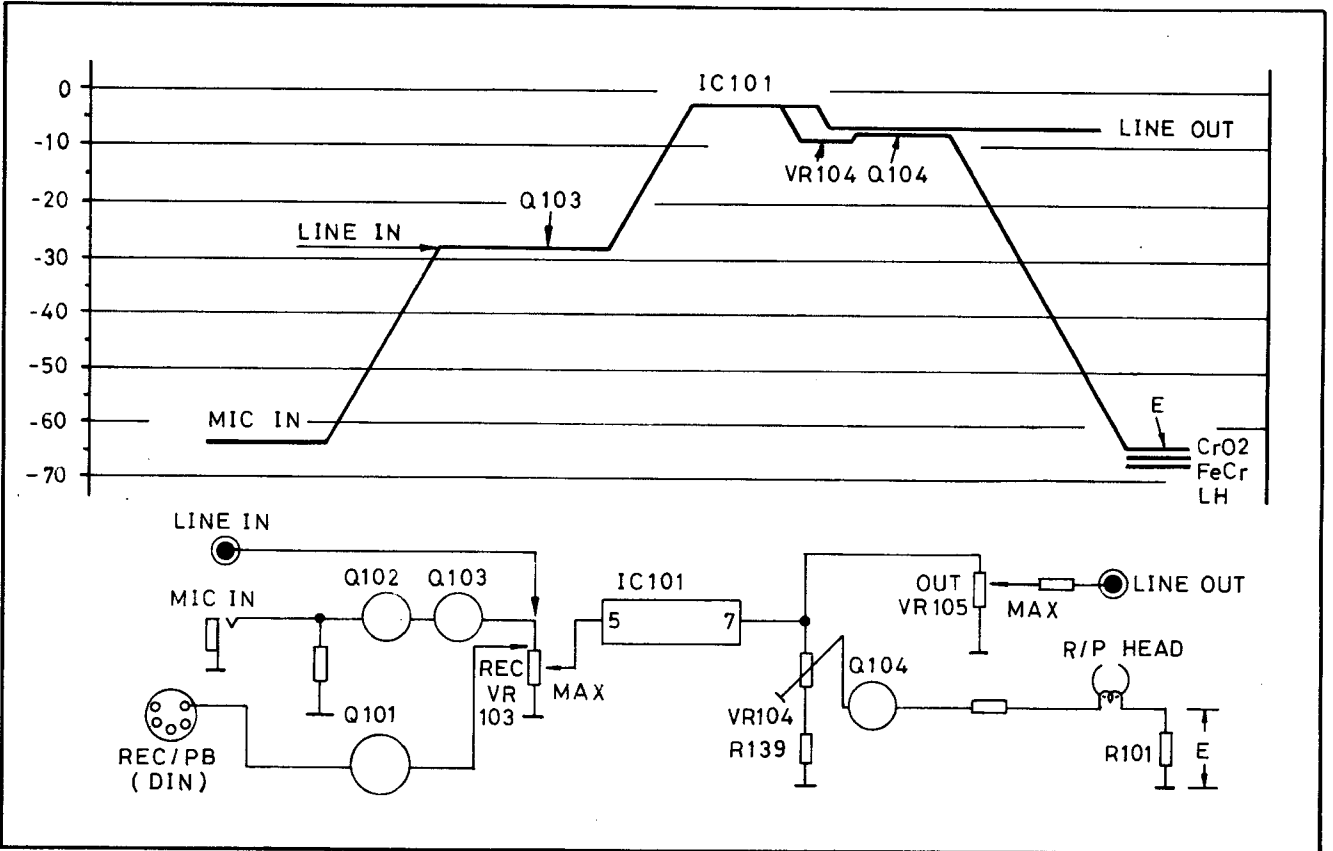 IC101
0
LINE OUT
-10
VR104 Q104
-20
Q103
LINE IN
-30
-40
-50
E
MIC IN
-60
CrO2
FeCr
-70
LH
LINE IN
Q102 Q103
IC101
OUT
VR105
MAX
LINE OUT
MIC IN
5 7
R/P HEAD
REC
VR
103
MAX
Q104
Q101
VR104
R139
R101
E
REC/PB
(DIN)